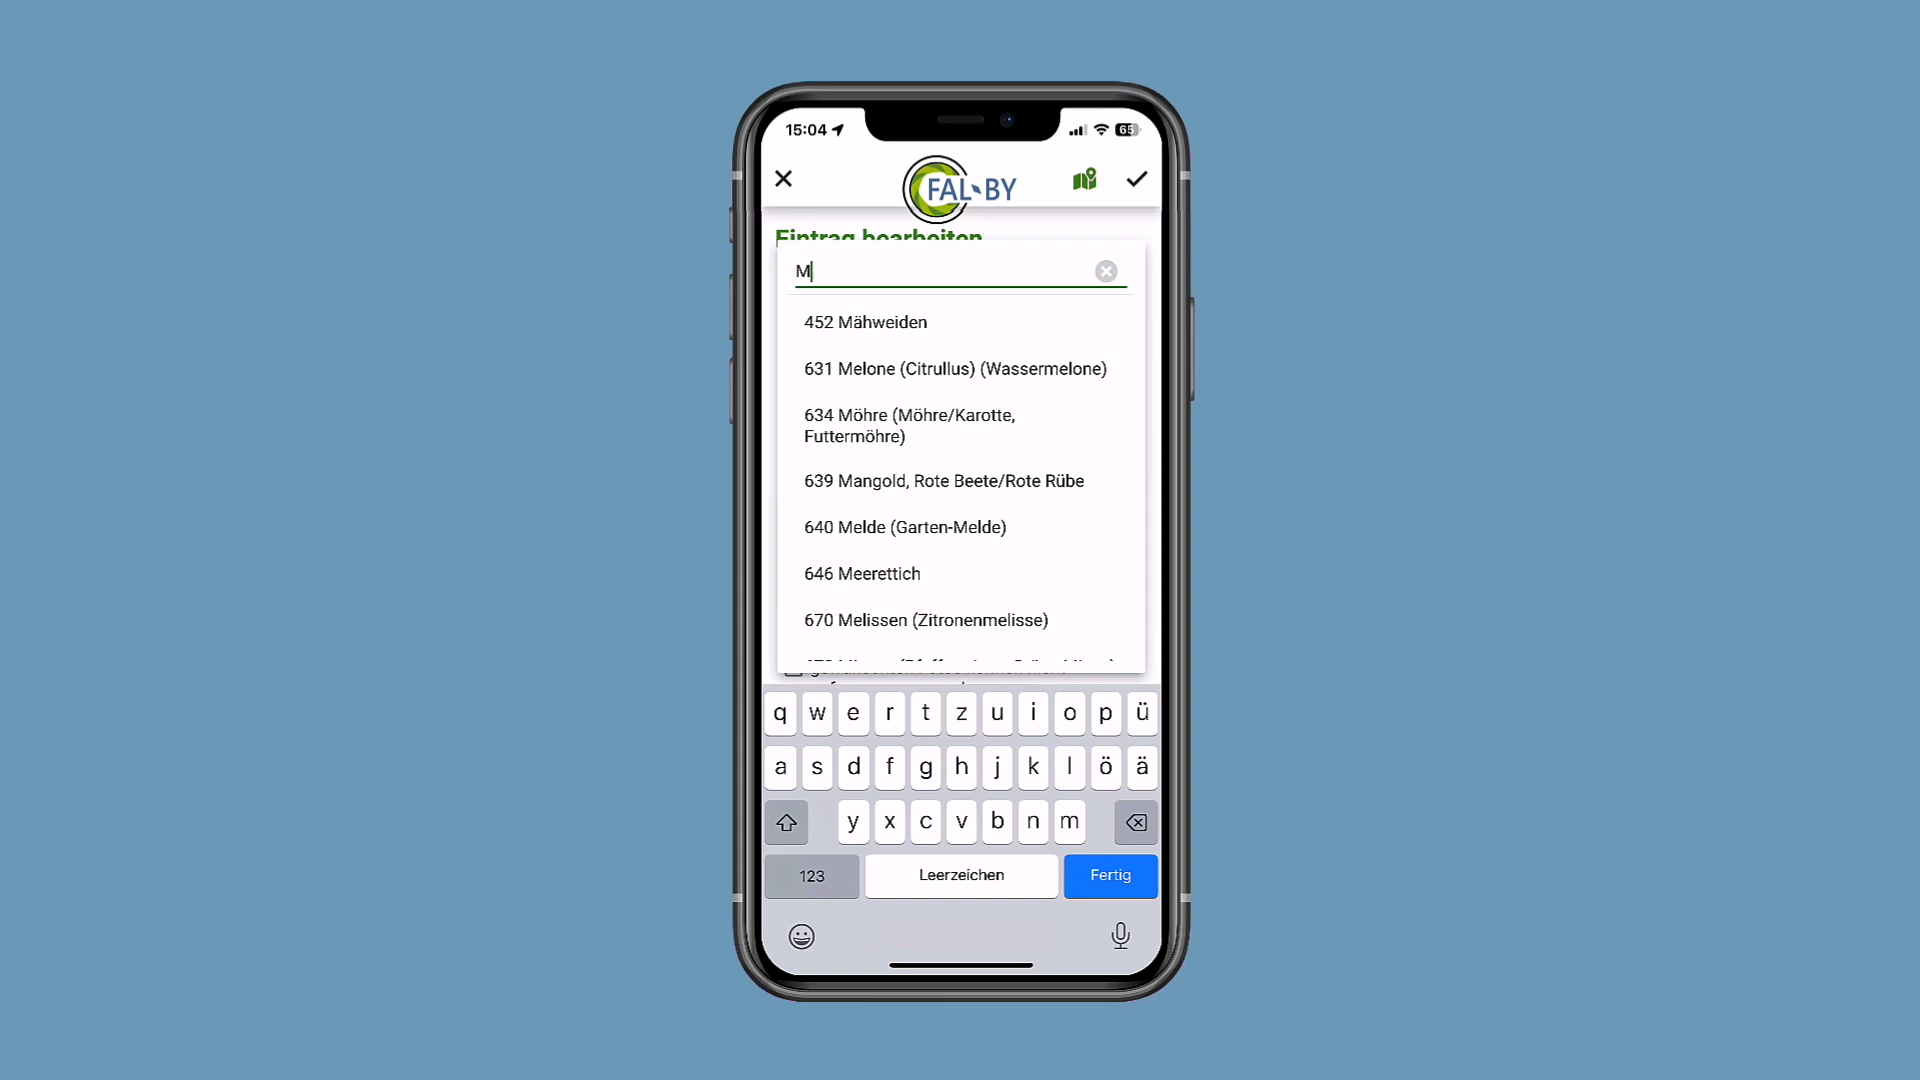 15:04
65
FAL-BY
Eintrag bearbeiten
M
452 Mähweiden
631 Melone (Citrullus) (Wassermelone)
634 Möhre (Möhre/Karotte,
Futtermöhre)
639 Mangold, Rote Beete/Rote Rübe
640 Melde (Garten-Melde)
646 Meerettich
670 Melissen (Zitronenmelisse)
q w e r t z u i o p ü
a s d f g h j k l ö ä
y x c v b n m
123 Leerzeichen Fertig